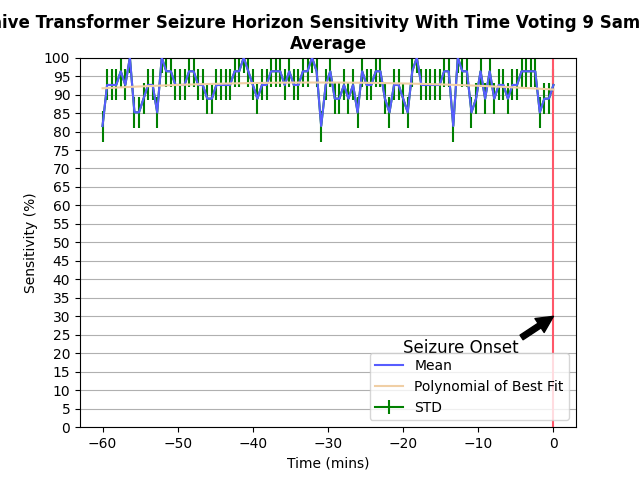 Transformer Seizure Horizon Sensitivity With Time Voting 9
Average
100
95
90
85
80
75
70
65
60
55
50
45
40
35
30
25
20
15
10
5
0
Sensitivity (%)
Seizure Onset
Mean
Polynomial of Best Fit
STD
−60 −50 −40 −30 −20 −10 0
Time (mins)